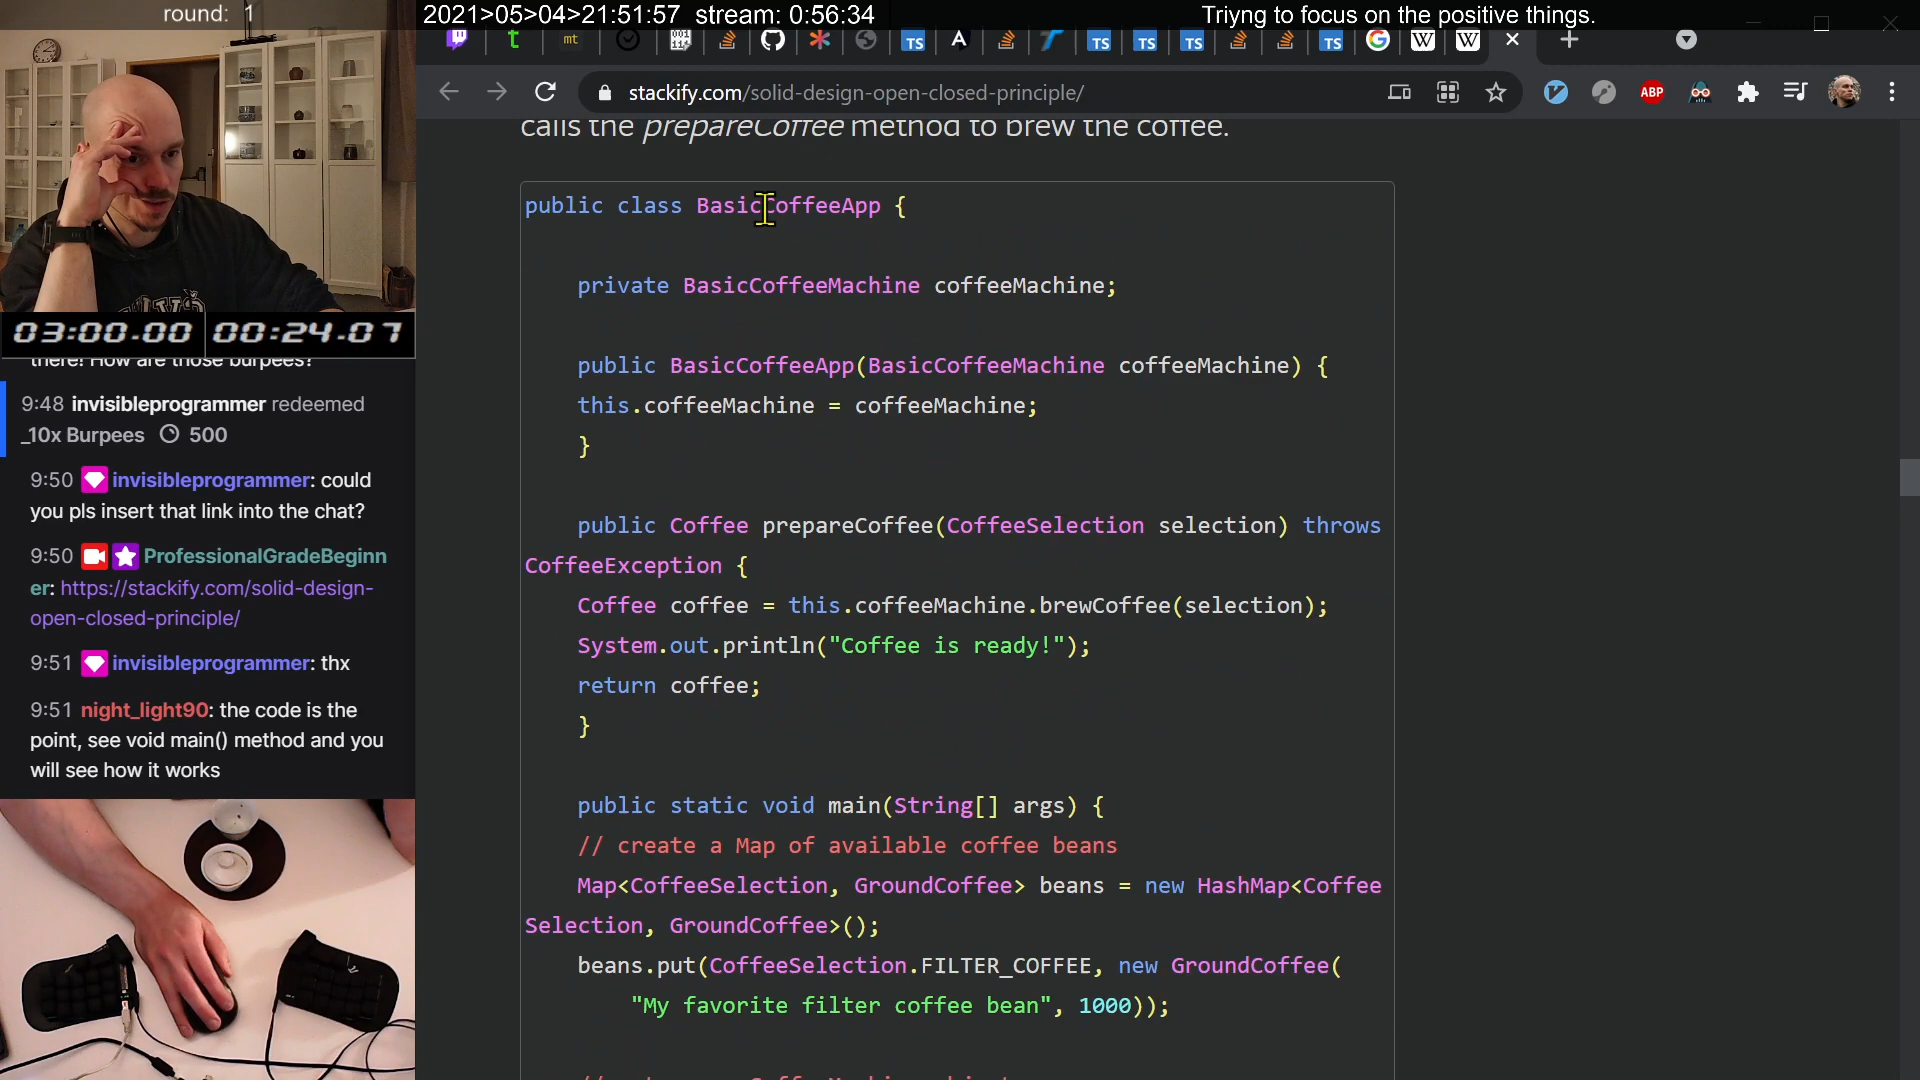 round: 1
2021>05>04>21:51:57 stream: 0:56:34
Triyng to focus on the positive things.
stackify.com/solid-design-open-closed-principle/
ABP
calls the prepareCoffee method to brew the coffee.
public class BasicCoffeeApp {
private BasicCoffeeMachine coffeeMachine;
public BasicCoffeeApp(BasicCoffeeMachine coffeeMachine) {
this.coffeeMachine = coffeeMachine;
}
public Coffee prepareCoffee(CoffeeSelection selection) throws
CoffeeException {
Coffee coffee = this.coffeeMachine.brewCoffee(selection);
System.out.println("Coffee is ready!");
return coffee;
}
public static void main(String[] args) {
// create a Map of available coffee beans
Map<CoffeeSelection, GroundCoffee> beans = new HashMap<Coffee
Selection, GroundCoffee>();
beans.put(CoffeeSelection.FILTER_COFFEE, new GroundCoffee(
"My favorite filter coffee bean", 1000));
03:00.00 00:24.07
there! How are those burpees?
9:48 invisibleprogrammer redeemed
_10x Burpees 500
9:50 invisibleprogrammer: could
you pls insert that link into the chat?
9:50 ProfessionalGradeBeginn
er: https://stackify.com/solid-design-
open-closed-principle/
9:51 invisibleprogrammer: thx
9:51 night_light90: the code is the
point, see void main() method and you
will see how it works